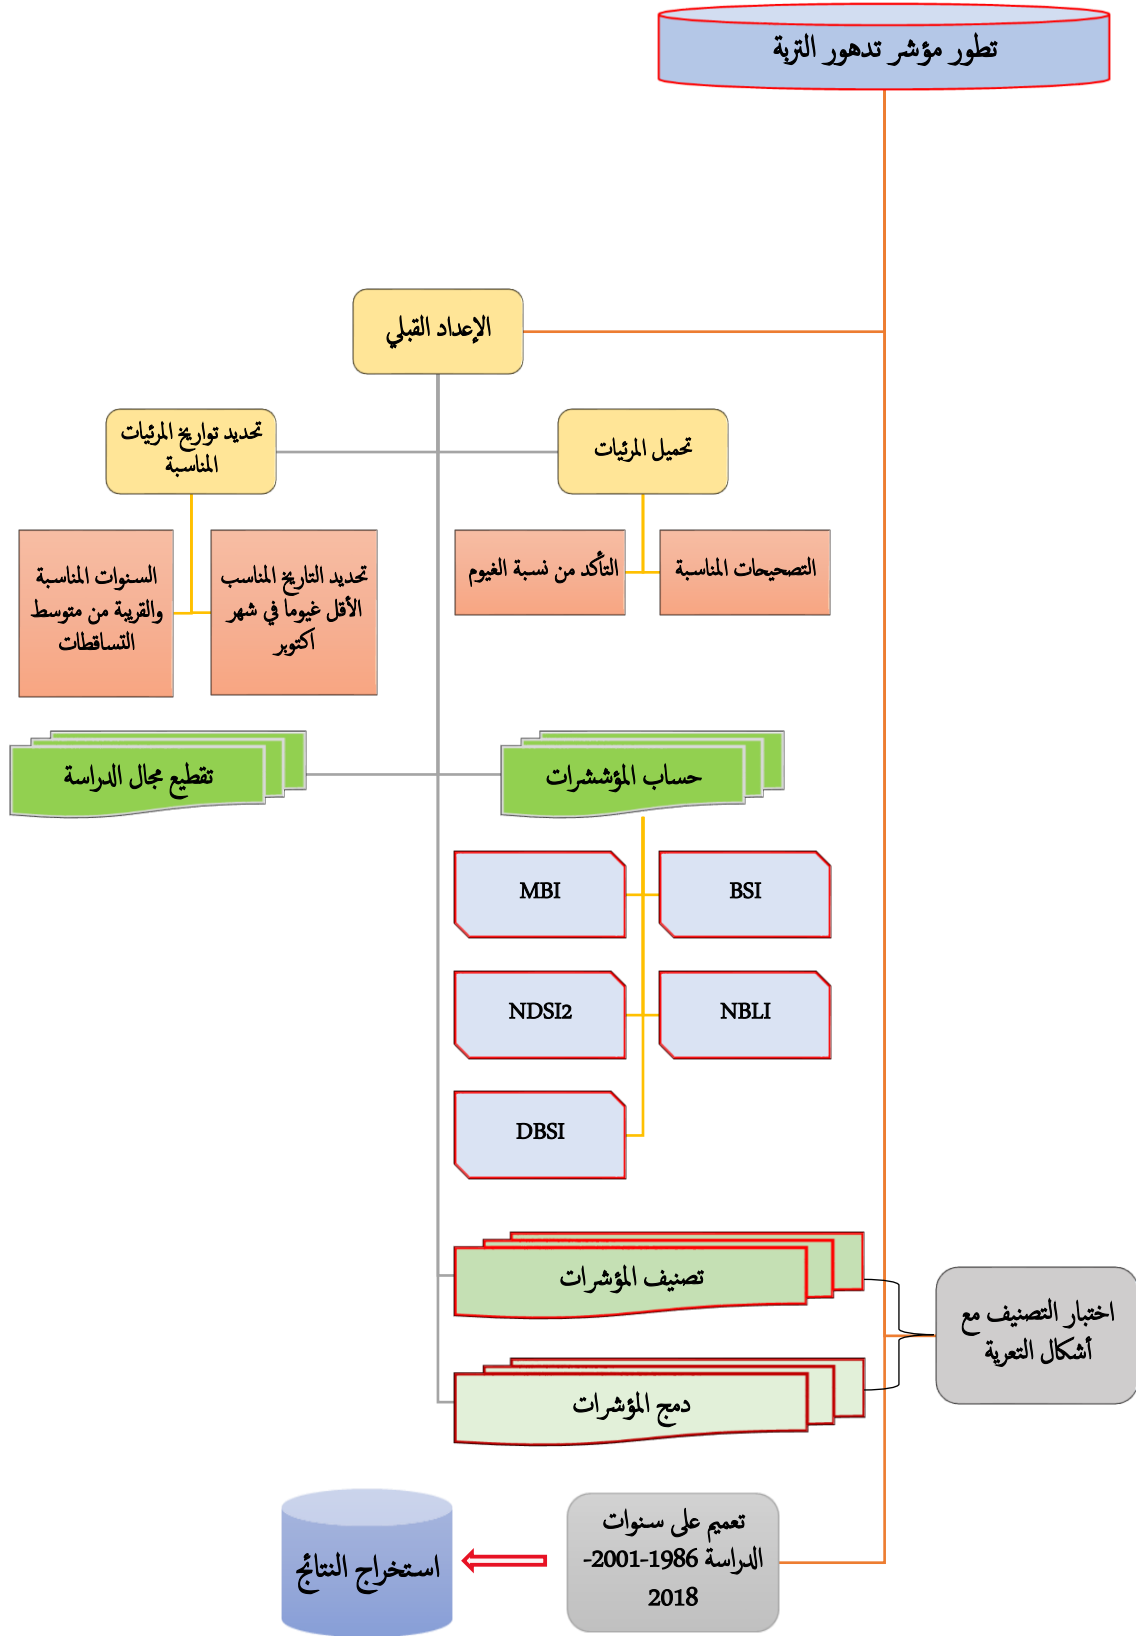 تطور مؤشر تدهور التربة
الإعداد القبلي
تحميل المرئيات
تحديد تواريخ المرئيات
المناسبة
التصحيحات المناسبة
التأكد من نسبة الغيوم
تحديد التاريخ المناسب
الأقل غيوما في شهر
اكتوبر
السنوات المناسبة
والقريبة من متوسط
التساقطات
حساب المؤششرات
تقطيع مجال الدراسة
BSI
MBI
NBLI
NDSI2
DBSI
تصنيف المؤشرات
اختبار التصنيف مع
أشكال التعرية
دمج المؤشرات
تعميم على سنوات
الدراسة 1986-2001-
2018
استخراج النتائج